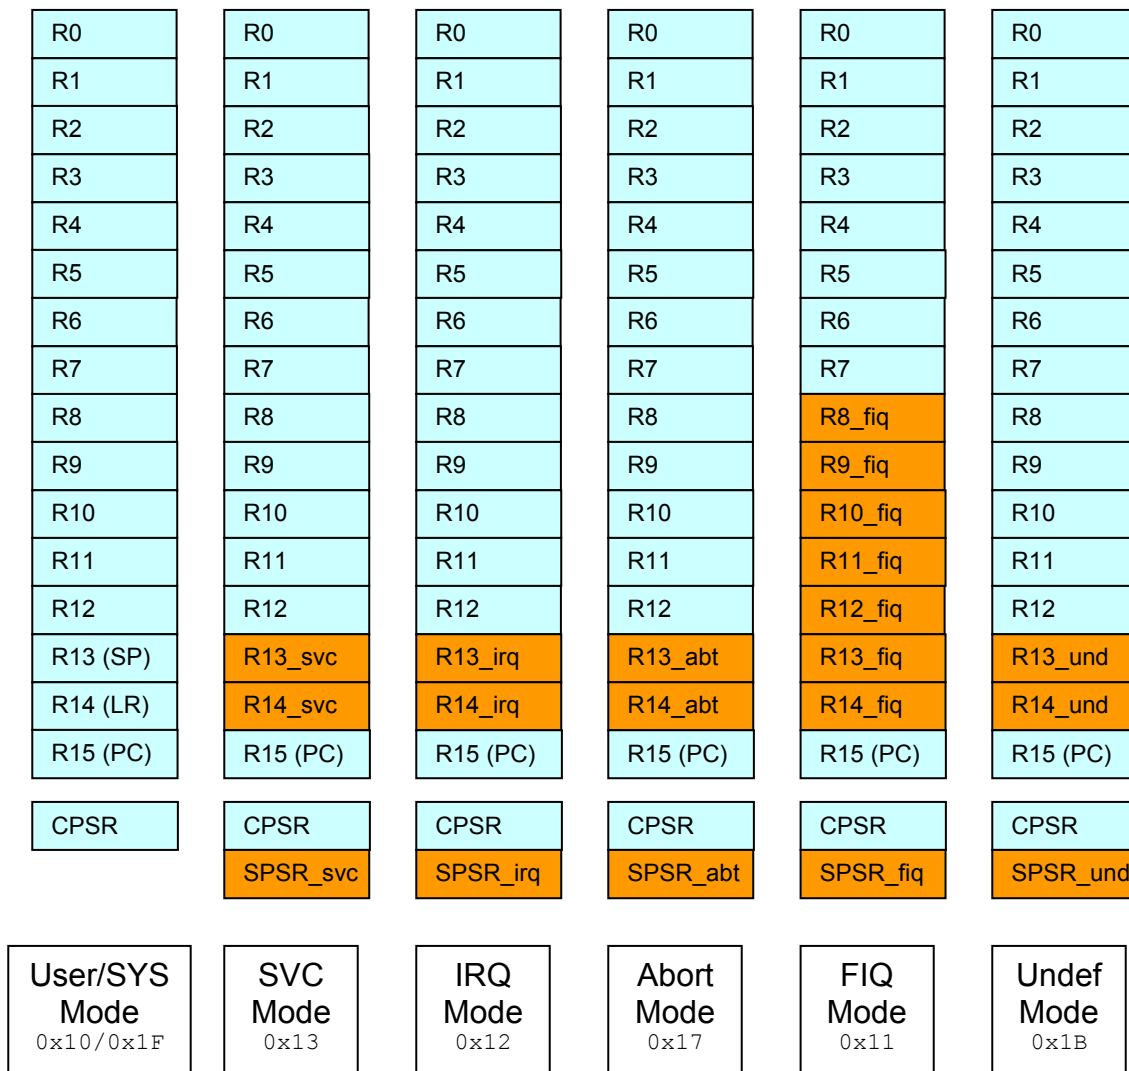 R0 R0 R0 R0 R0 R0
R1 R1 R1 R1 R1 R1
R2 R2 R2 R2 R2 R2
R3 R3 R3 R3 R3 R3
R4 R4 R4 R4 R4 R4
R5 R5 R5 R5 R5 R5
R6 R6 R6 R6 R6 R6
R7 R7 R7 R7 R7 R7
R8 R8 R8 R8 R8_fiq R8
R9 R9 R9 R9 R9_fiq R9
R10 R10 R10 R10 R10_fiq R10
R11 R11 R11 R11 R11_fiq R11
R12 R12 R12 R12 R12_fiq R12
R13 (SP) R13_svc R13_irq R13_abt R13_fiq R13_und
R14 (LR) R14_svc R14_irq R14_abt R14_fiq R14_und
R15 (PC) R15 (PC) R15 (PC) R15 (PC) R15 (PC) R15 (PC)
CPSR CPSR CPSR CPSR CPSR CPSR
SPSR_svc SPSR_irq SPSR_abt SPSR_fiq SPSR_und
User/SYS SVC IRQ Abort FIQ Undef
Mode Mode Mode Mode Mode Mode
0x10/0x1F 0x13 0x12 0x17 0x11 0x1B